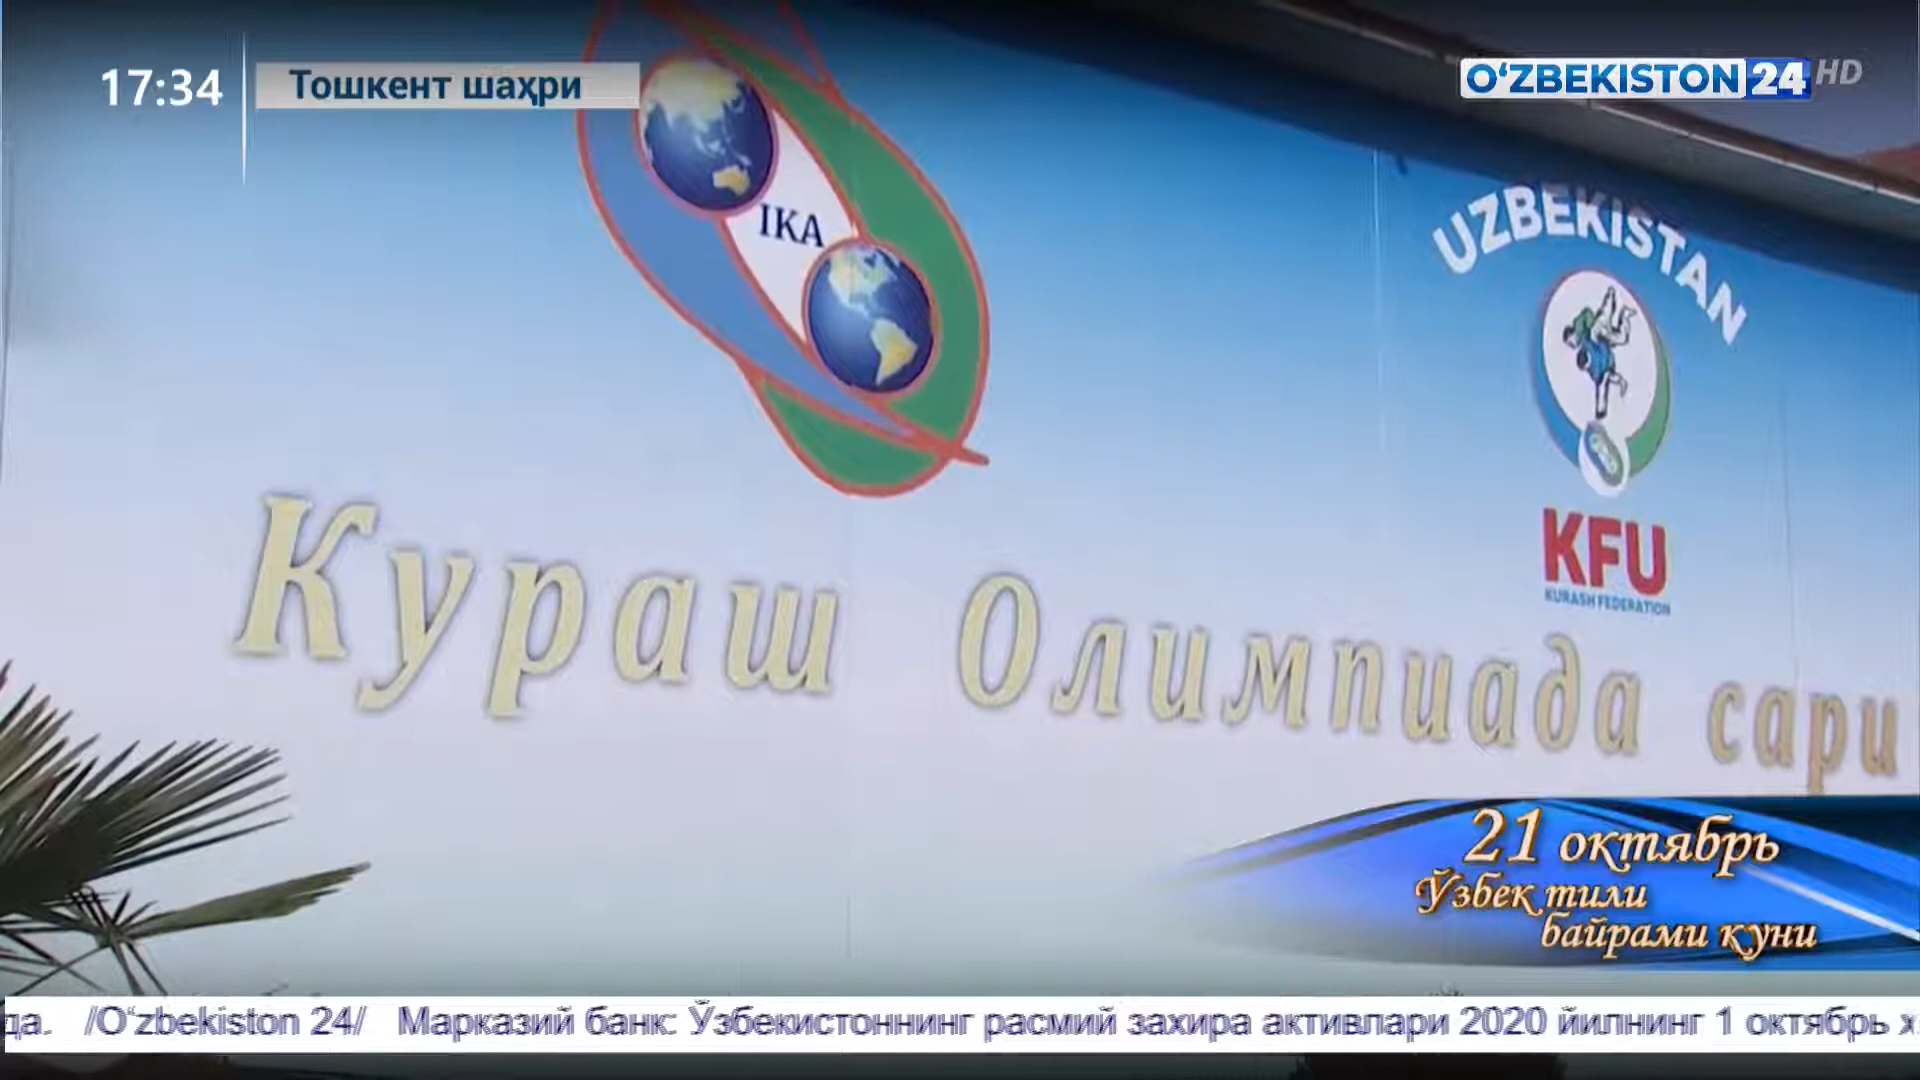 17:34
Тошкент шаҳри
O‘ZBEKISTON 24 HD
IKA
UZBEKISTAN
KFU
KURASH FEDERATION
Кураш Олимпиада сари
21 октябрь
Ўзбек тили
байрами куни
да. /O‘zbekiston 24/ Марказий банк: Ўзбекистоннинг расмий захира активлари 2020 йилнинг 1 октябрь